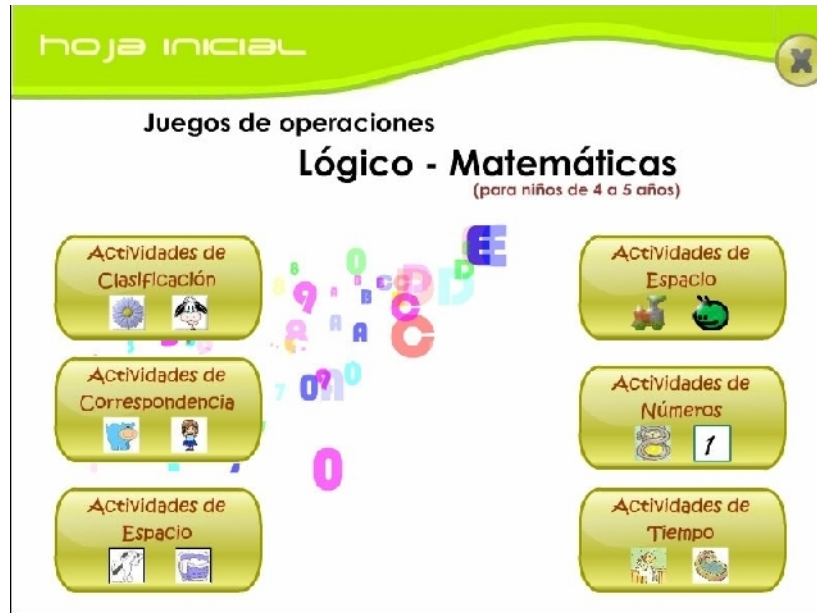 hoja inicial
X
Juegos de operaciones
Lógico - Matemáticas
(para niños de 4 a 5 años)
Actividades de
Clasificación
Actividades de
Correspondencia
Actividades de
Espacio
Actividades de
Espacio
Actividades de
Números
1
Actividades de
Tiempo